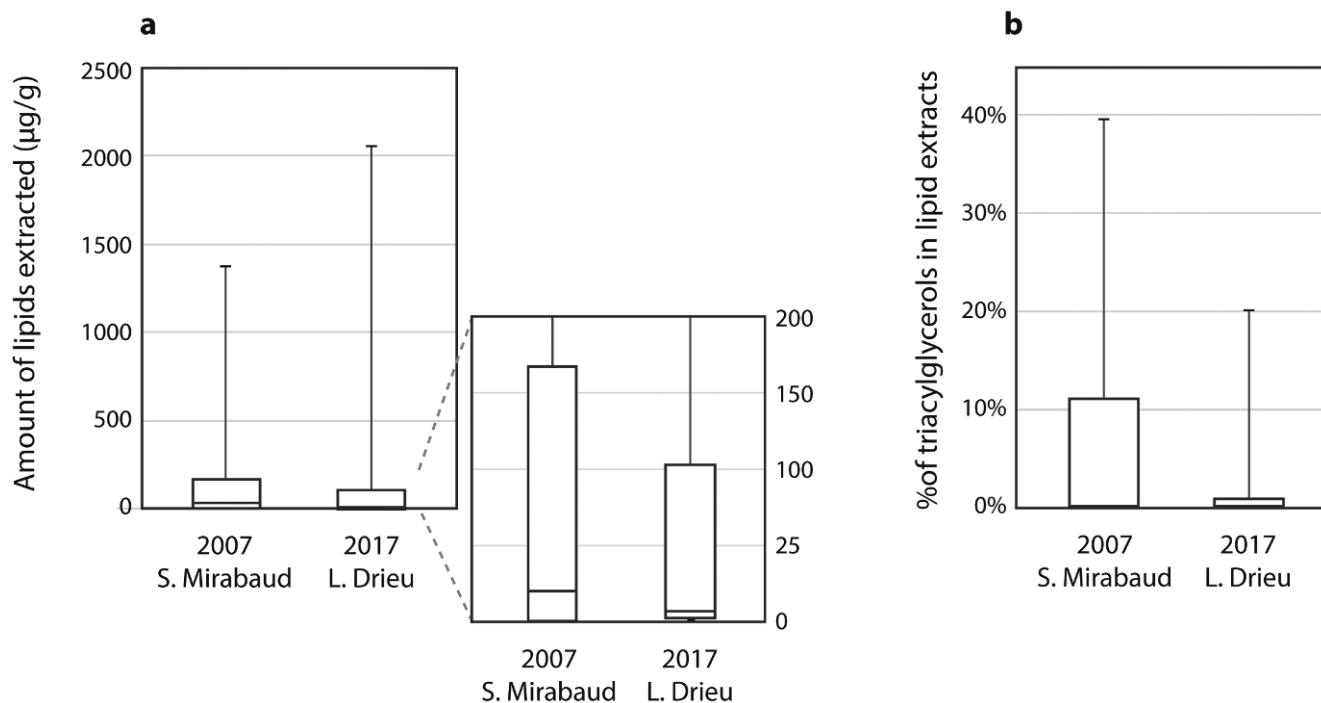 a
Amount of lipids extracted (µg/g)
2500
2000
1500
1000
500
0
2007
S. Mirabaud
2017
L. Drieu
200
150
100
25
0
2007
S. Mirabaud
2017
L. Drieu
b
%of triacylglycerols in lipid extracts
40%
30%
20%
10%
0%
2007
S. Mirabaud
2017
L. Drieu